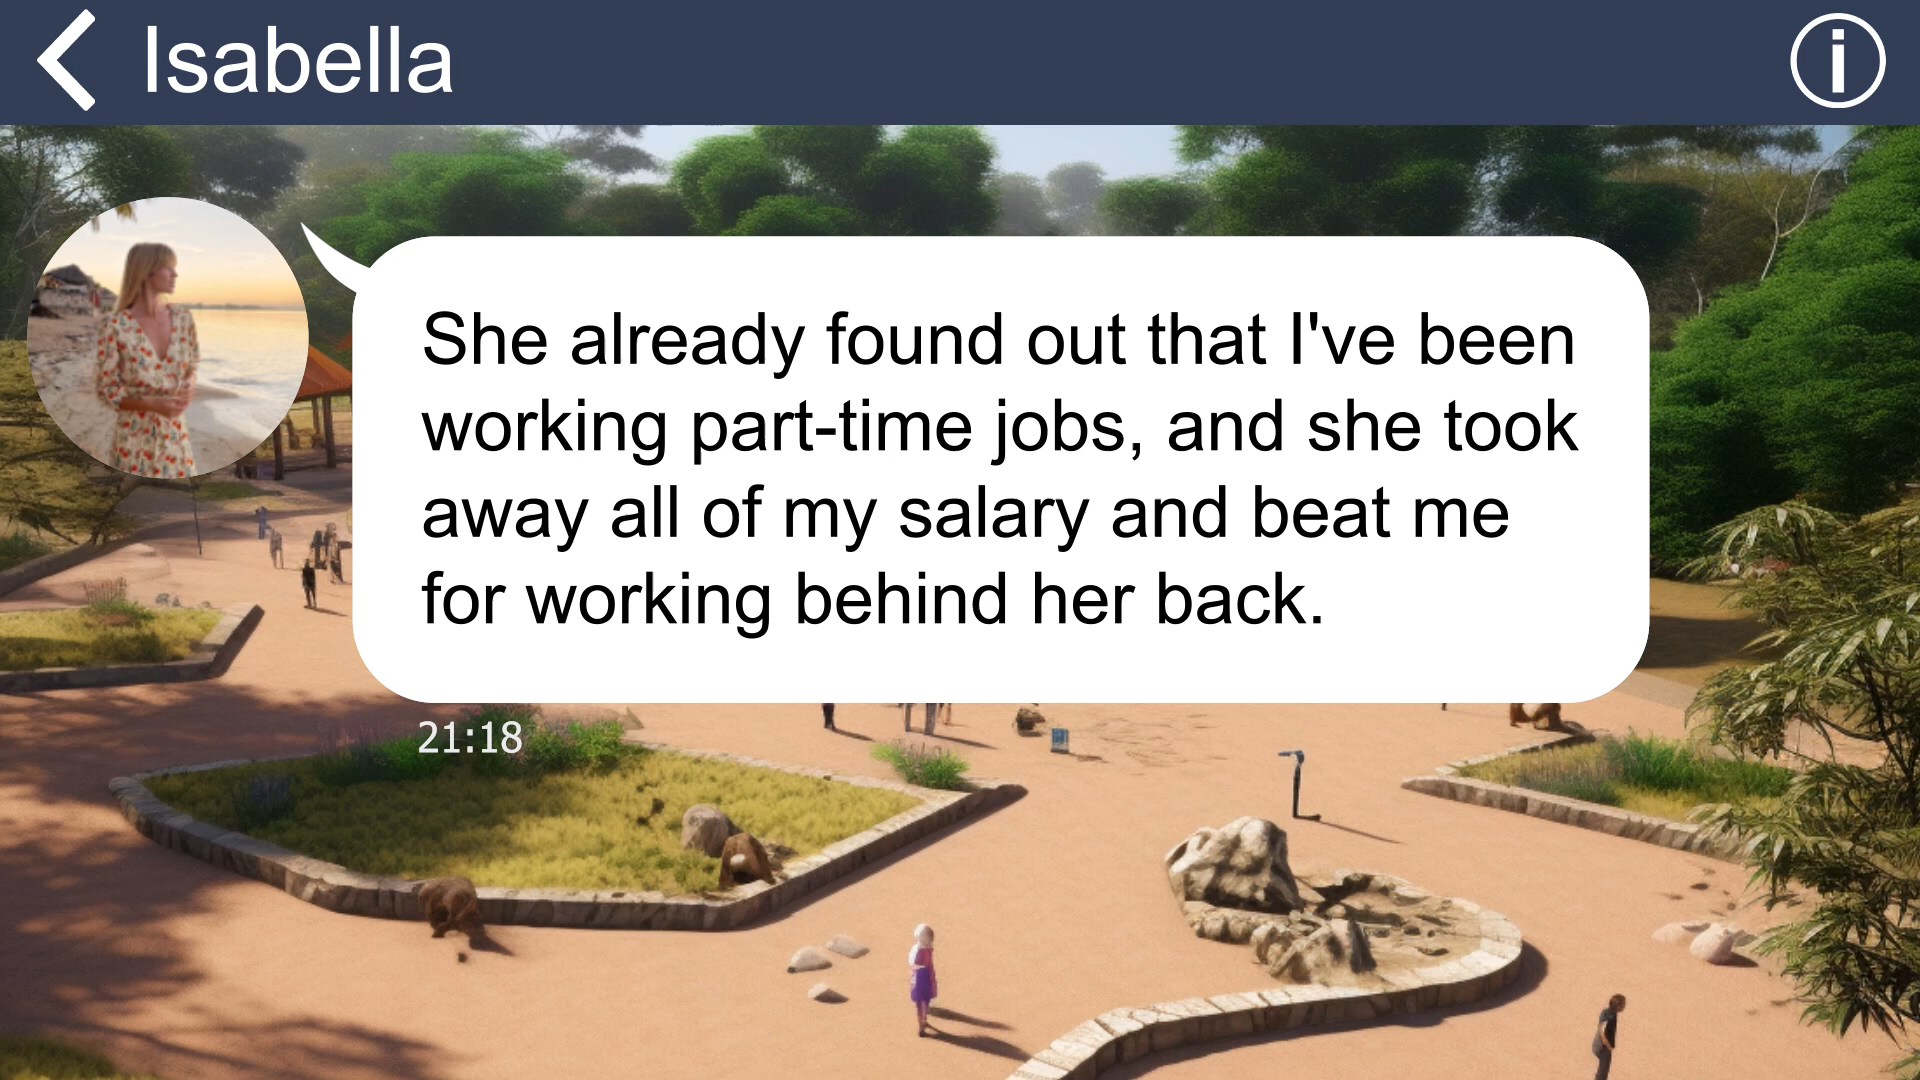 Isabella
She already found out that I've been
working part-time jobs, and she took
away all of my salary and beat me
for working behind her back.
21:18